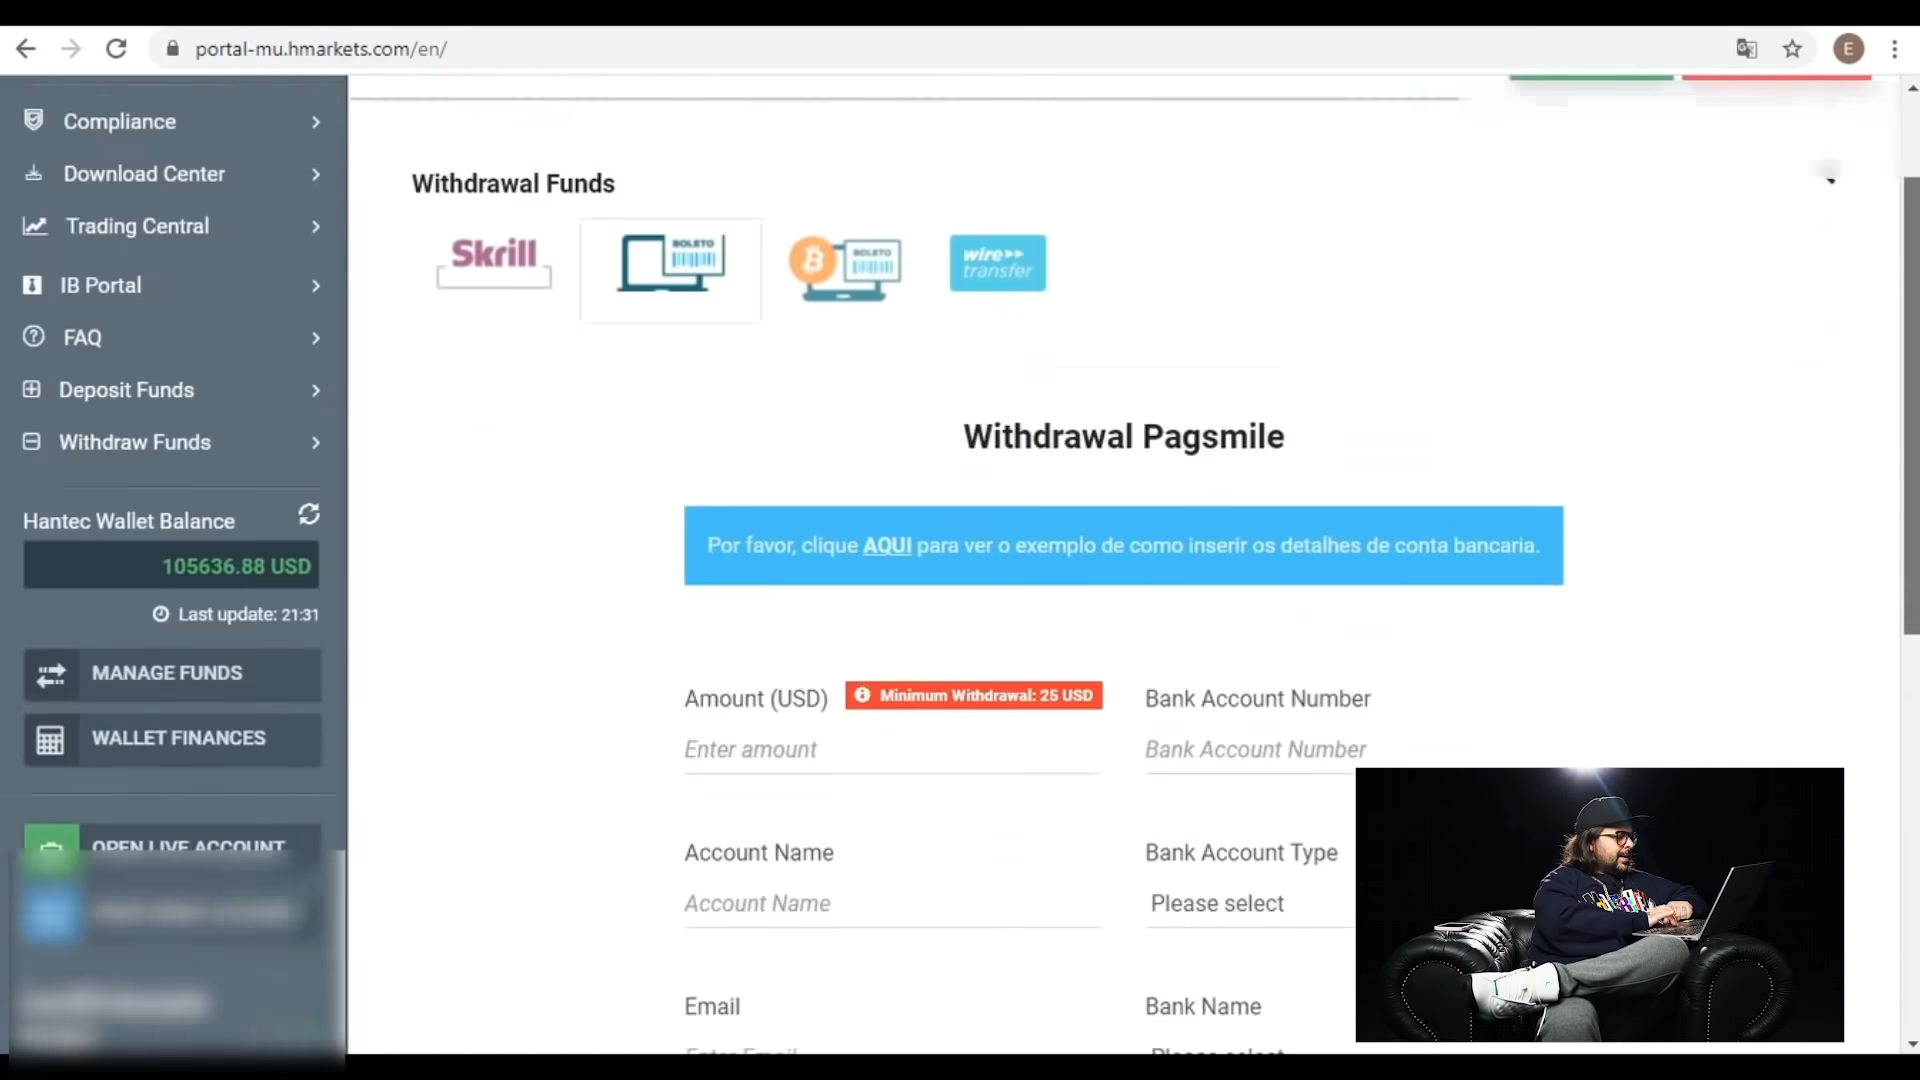 portal-mu.hmarkets.com/en/
E
Compliance
Download Center
Trading Central
IB Portal
FAQ
Deposit Funds
Withdraw Funds
Hantec Wallet Balance
105636.88 USD
Last update: 21:31
MANAGE FUNDS
WALLET FINANCES
OPEN LIVE ACCOUNT
Withdrawal Funds
Skrill
BOLETO
BOLETO
wire
transfer
Withdrawal Pagsmile
Por favor, clique AQUI para ver o exemplo de como inserir os detalhes de conta bancaria.
Amount (USD)
Minimum Withdrawal: 25 USD
Enter amount
Bank Account Number
Bank Account Number
Account Name
Account Name
Bank Account Type
Please select
Email
Enter Email
Bank Name
Please select